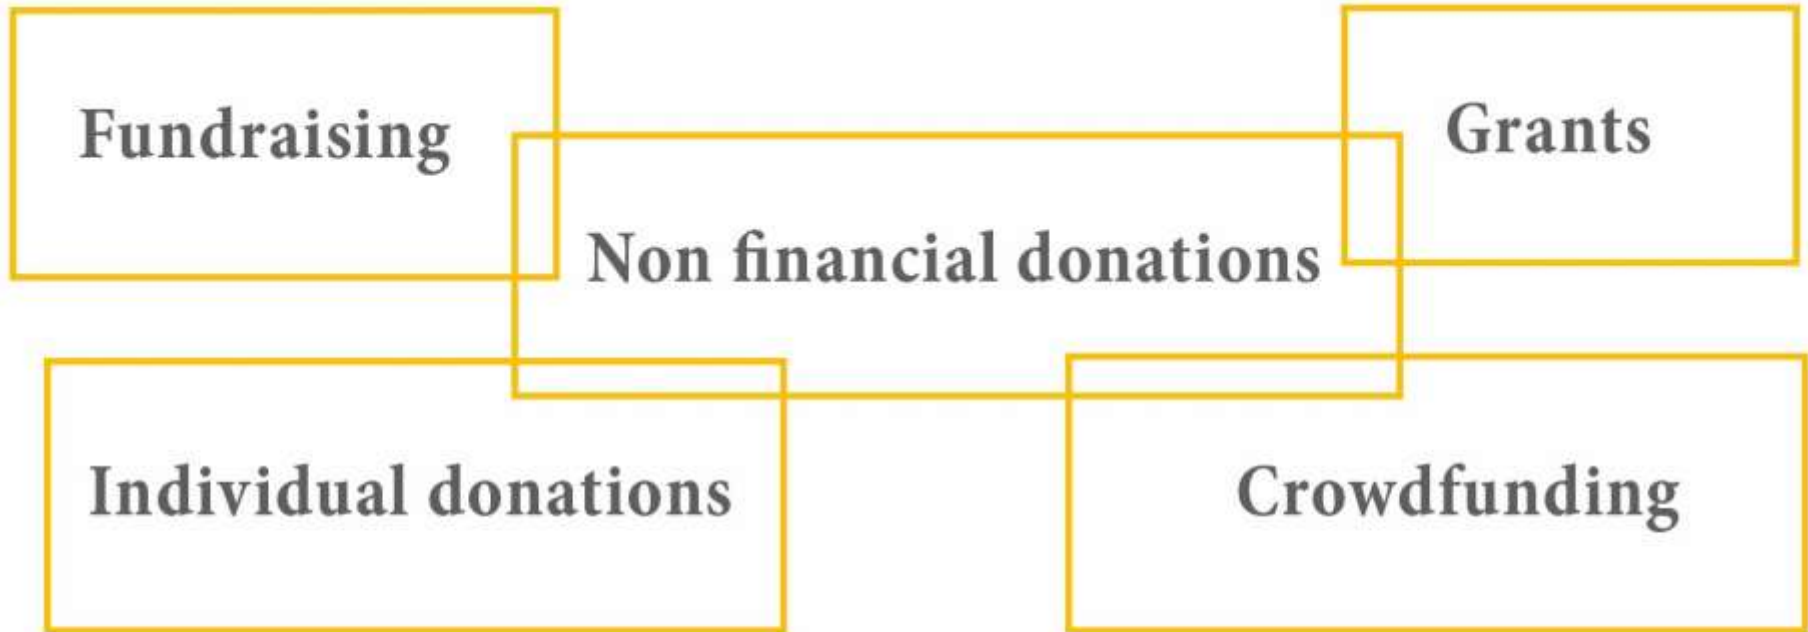 Fundraising
Grants
Non financial donations
Individual donations
Crowdfunding